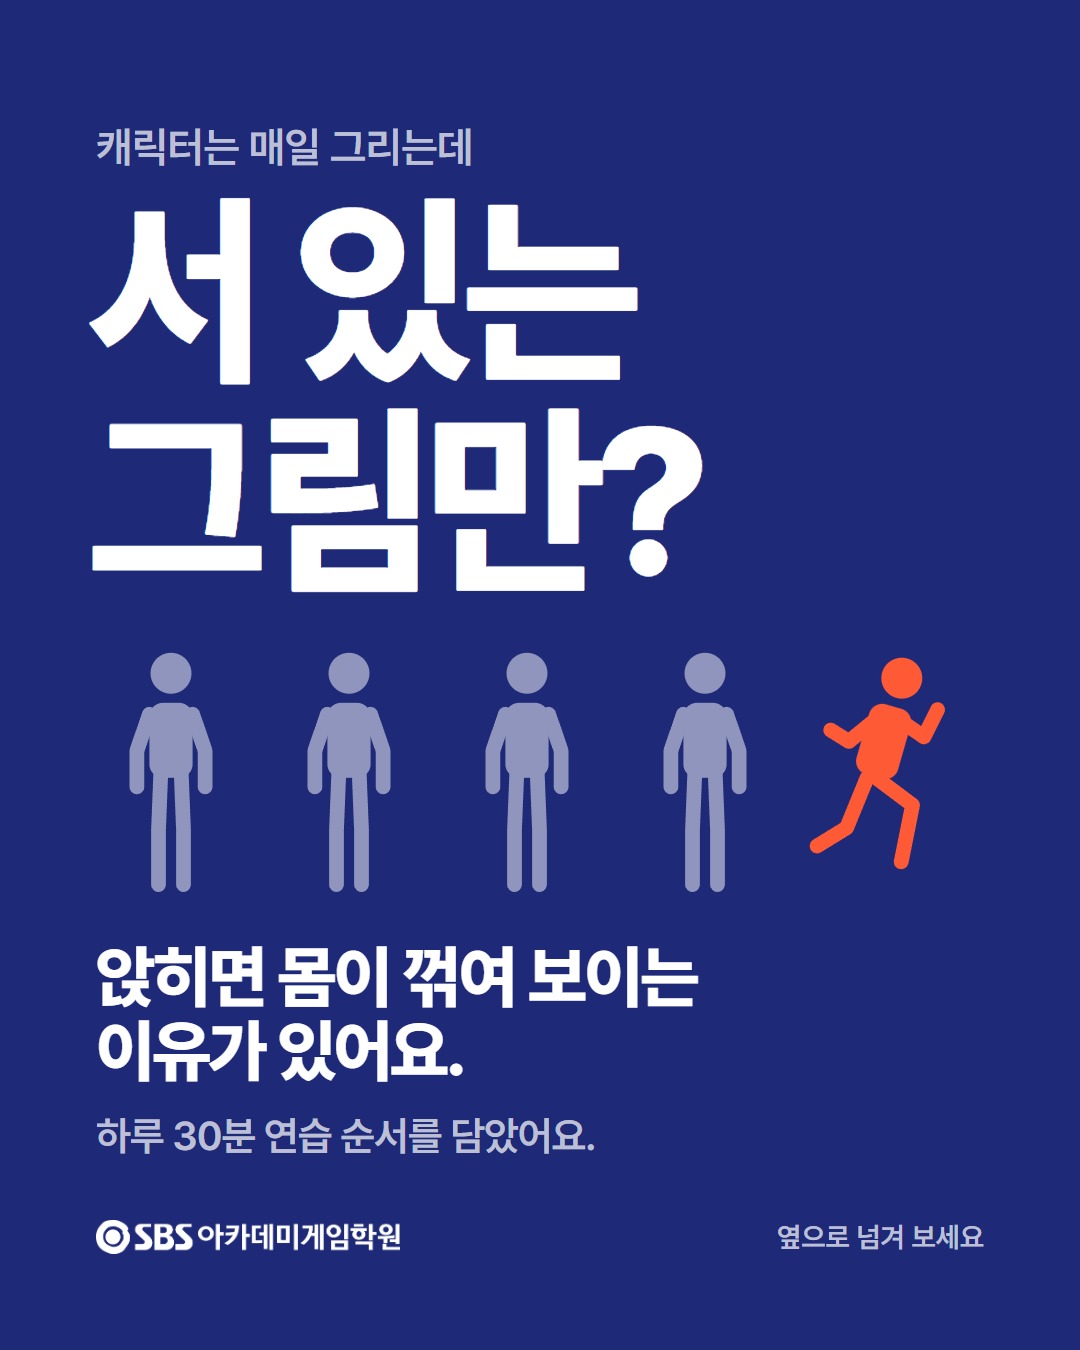 캐릭터는 매일 그리는데
서 있는
그림만?
앉히면 몸이 꺾여 보이는
이유가 있어요.
하루 30분 연습 순서를 담았어요.
SBS 아카데미게임학원
옆으로 넘겨 보세요